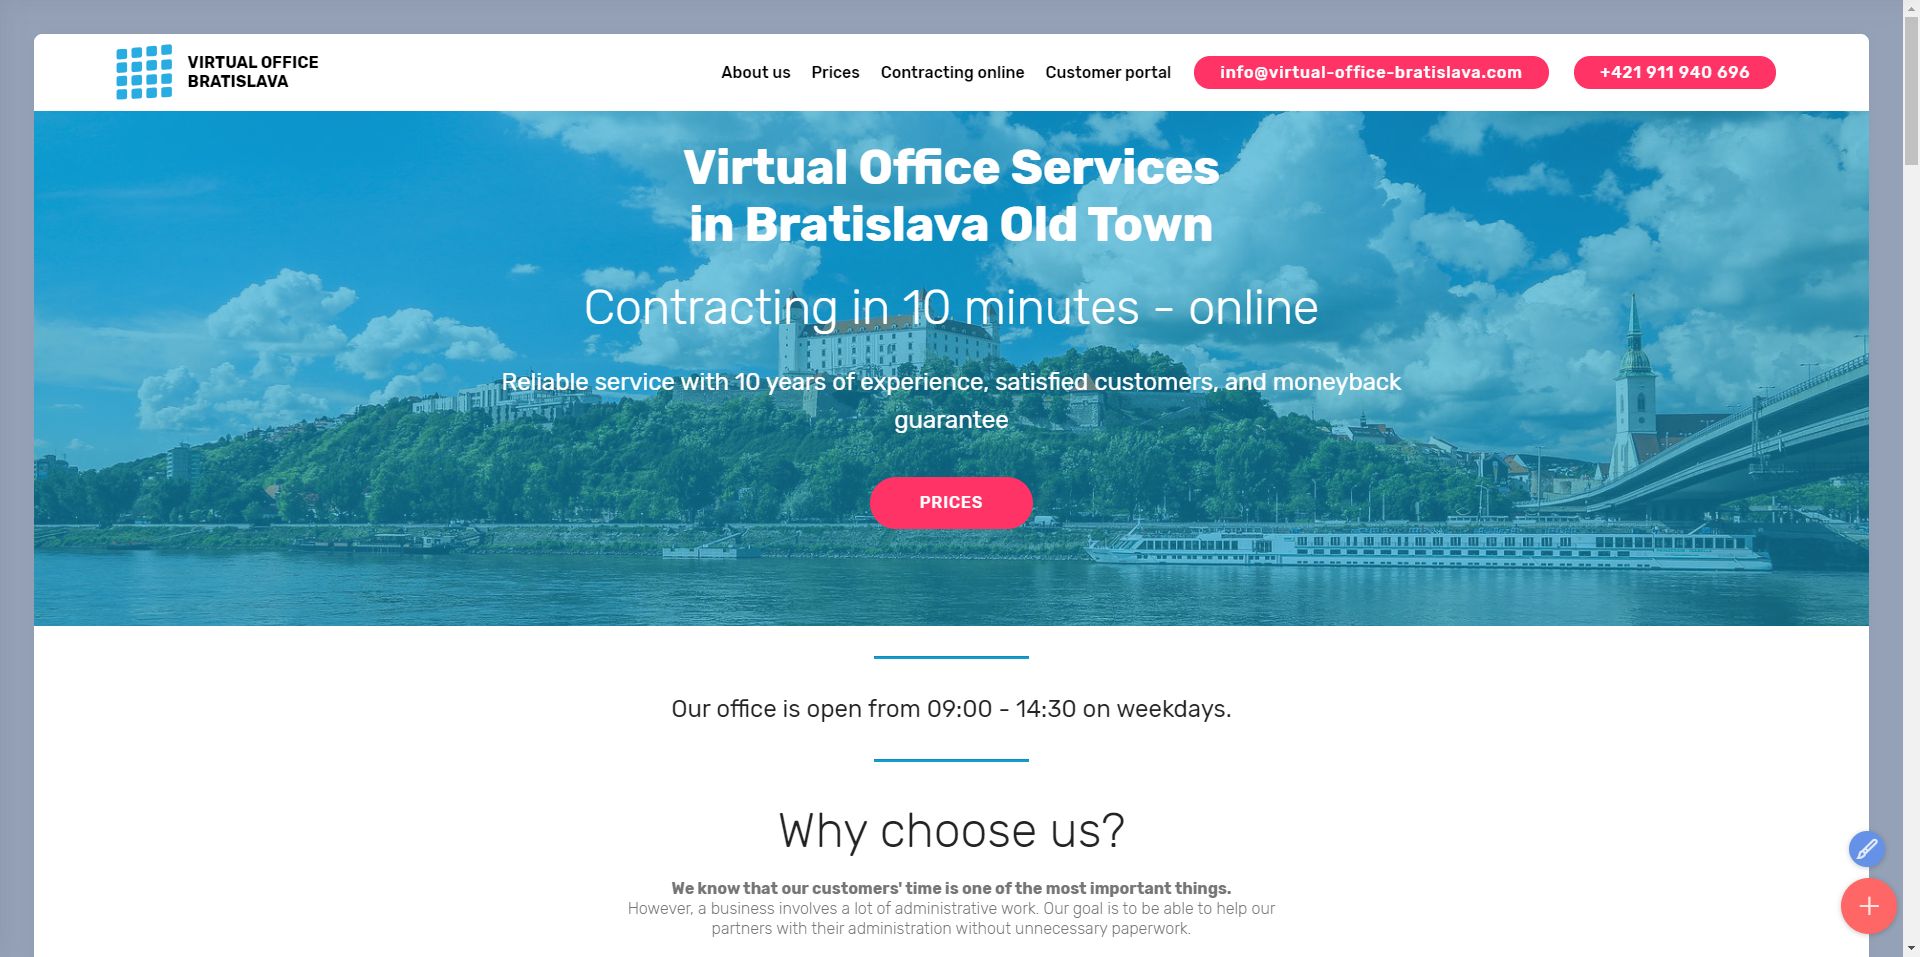 VIRTUAL OFFICE
BRATISLAVA
About us Prices Contracting online Customer portal info@virtual-office-bratislava.com +421 911 940 696
Virtual Office Services
in Bratislava Old Town
Contracting in 10 minutes - online
Reliable service with 10 years of experience, satisfied customers, and moneyback
guarantee
PRICES
Our office is open from 09:00 - 14:30 on weekdays.
Why choose us?
We know that our customers' time is one of the most important things.
However, a business involves a lot of administrative work. Our goal is to be able to help our
partners with their administration without unnecessary paperwork.